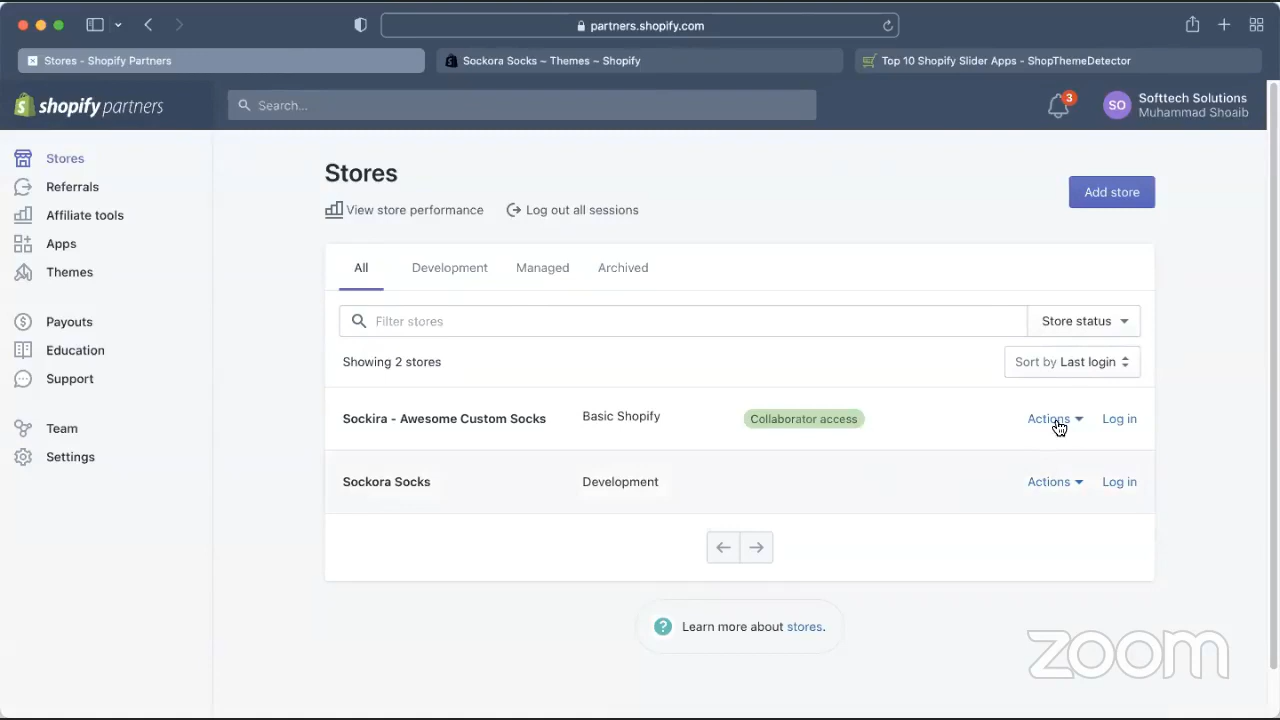 partners.shopify.com
Stores - Shopify Partners
Sockora Socks ~ Themes ~ Shopify
Top 10 Shopify Slider Apps - ShopThemeDetector
shopify partners
Search...
3
SO
Softtech Solutions
Muhammad Shoaib
Stores
Referrals
Affiliate tools
Apps
Themes
Payouts
Education
Support
Team
Settings
Stores
Add store
View store performance
Log out all sessions
All
Development
Managed
Archived
Filter stores
Store status
Showing 2 stores
Sort by Last login
Sockira - Awesome Custom Socks
Basic Shopify
Collaborator access
Actions
Log in
Sockora Socks
Development
Actions
Log in
? Learn more about stores.
zoom